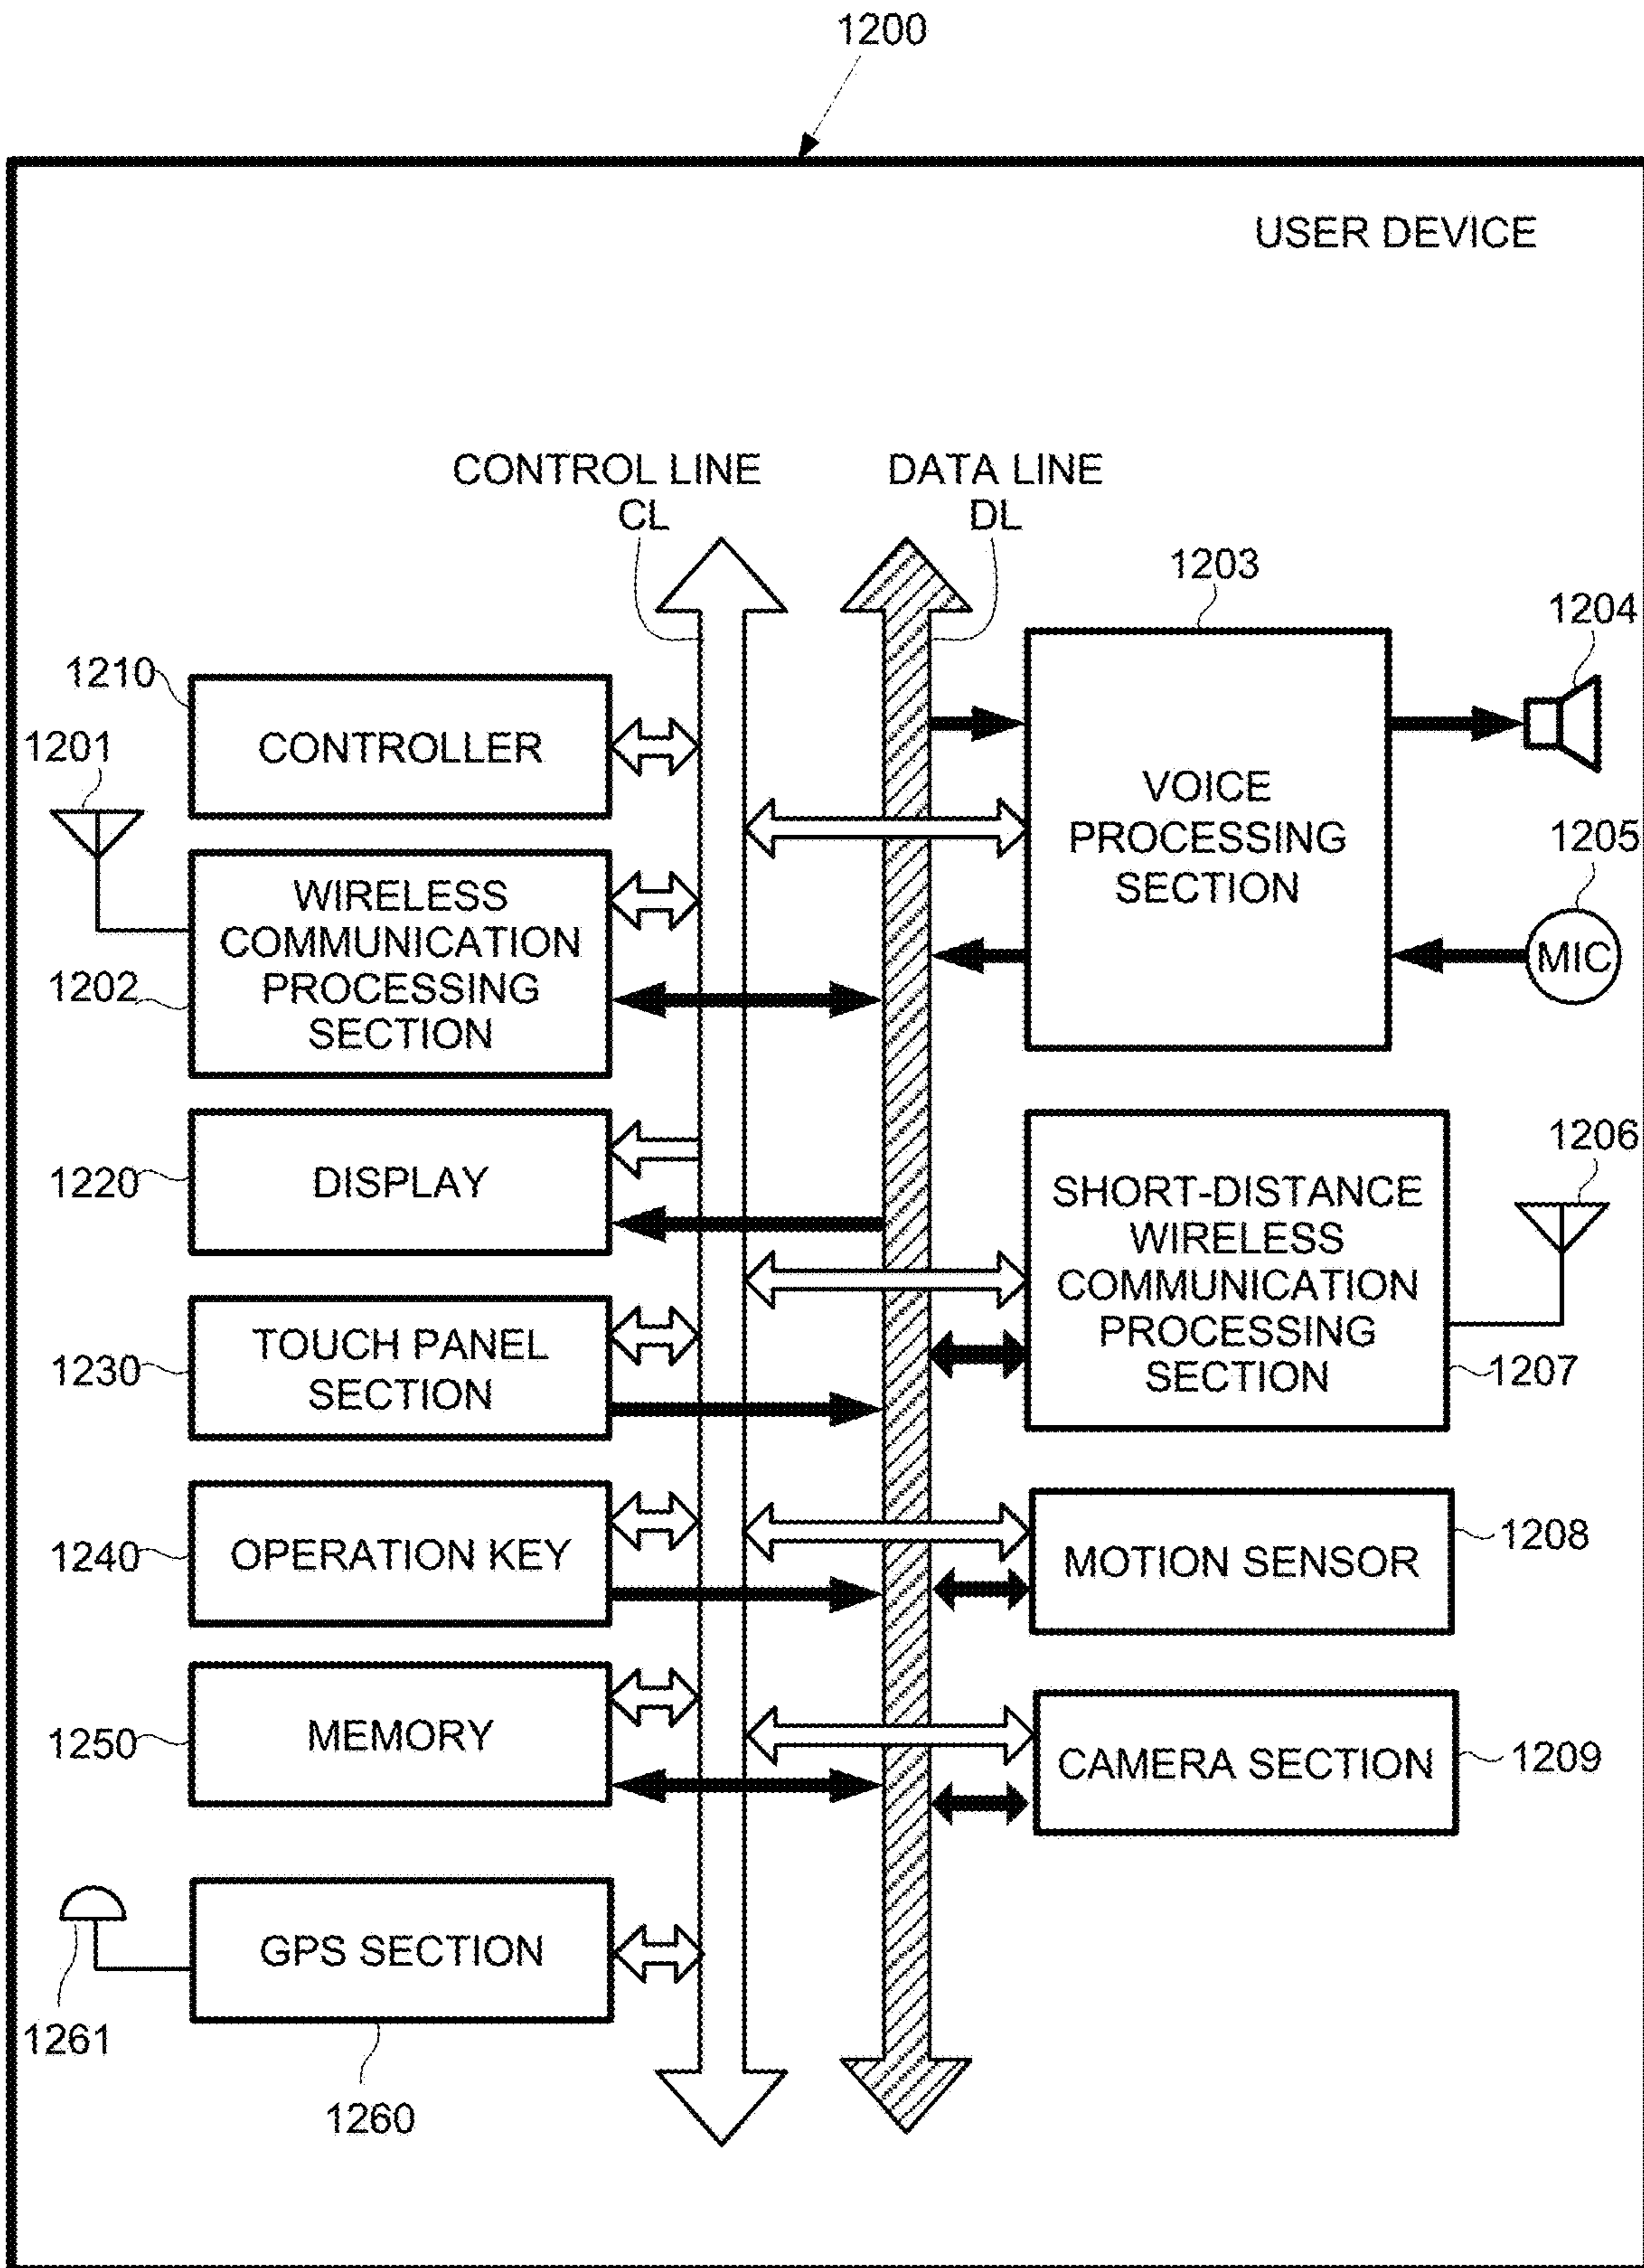 1200
USER DEVICE
CONTROL LINE
CL
DATA LINE
DL
1203
1204
1210
CONTROLLER
1201
VOICE
PROCESSING
SECTION
1205
MIC
WIRELESS
COMMUNICATION
PROCESSING
SECTION
1202
1220
DISPLAY
SHORT-DISTANCE
WIRELESS
COMMUNICATION
PROCESSING
SECTION
1206
1207
1230
TOUCH PANEL
SECTION
1240
OPERATION KEY
MOTION SENSOR
1208
1250
MEMORY
CAMERA SECTION
1209
GPS SECTION
1261
1260